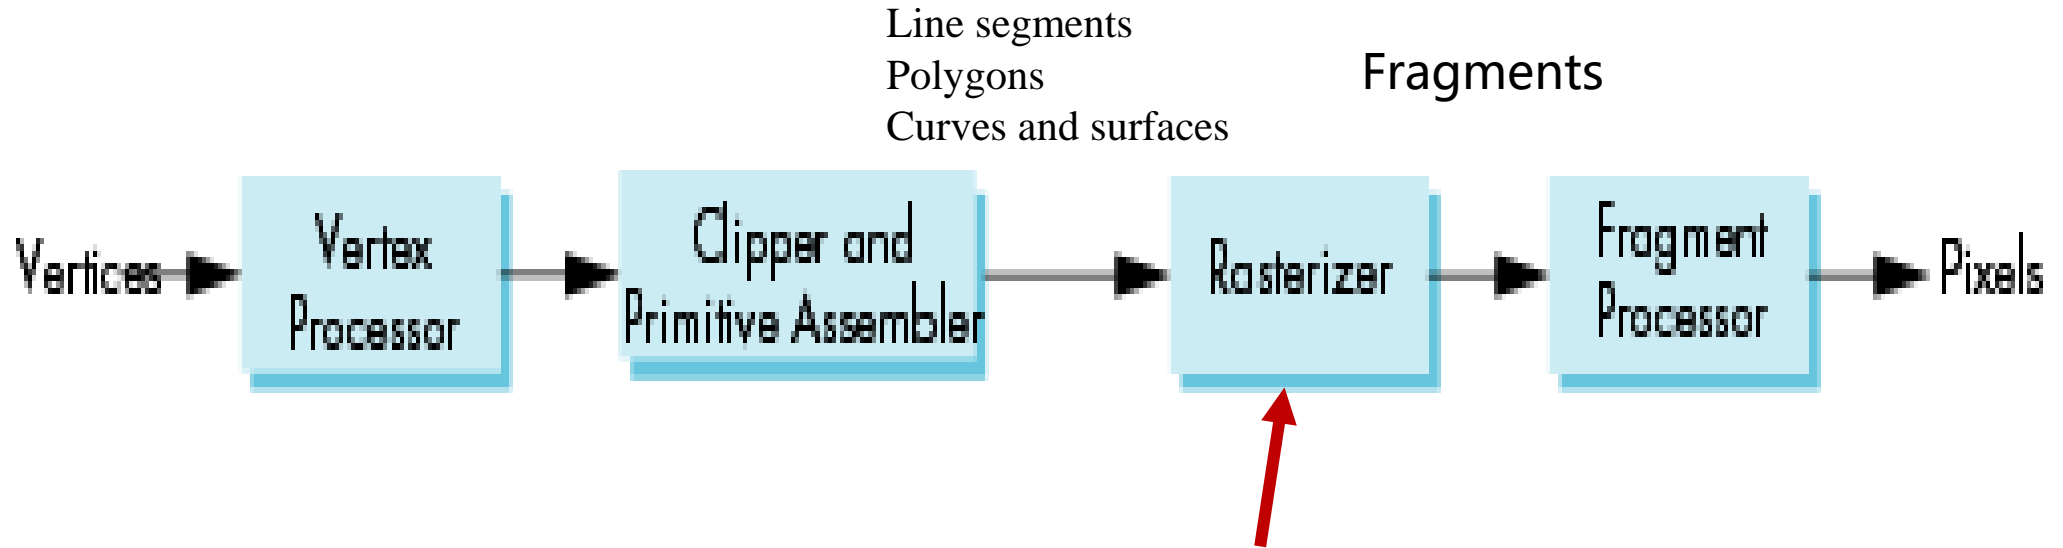 Line segments
Polygons
Curves and surfaces
Fragments
Vertices
Vertex
Processor
Clipper and
Primitive Assembler
Rasterizer
Fragment
Processor
Pixels